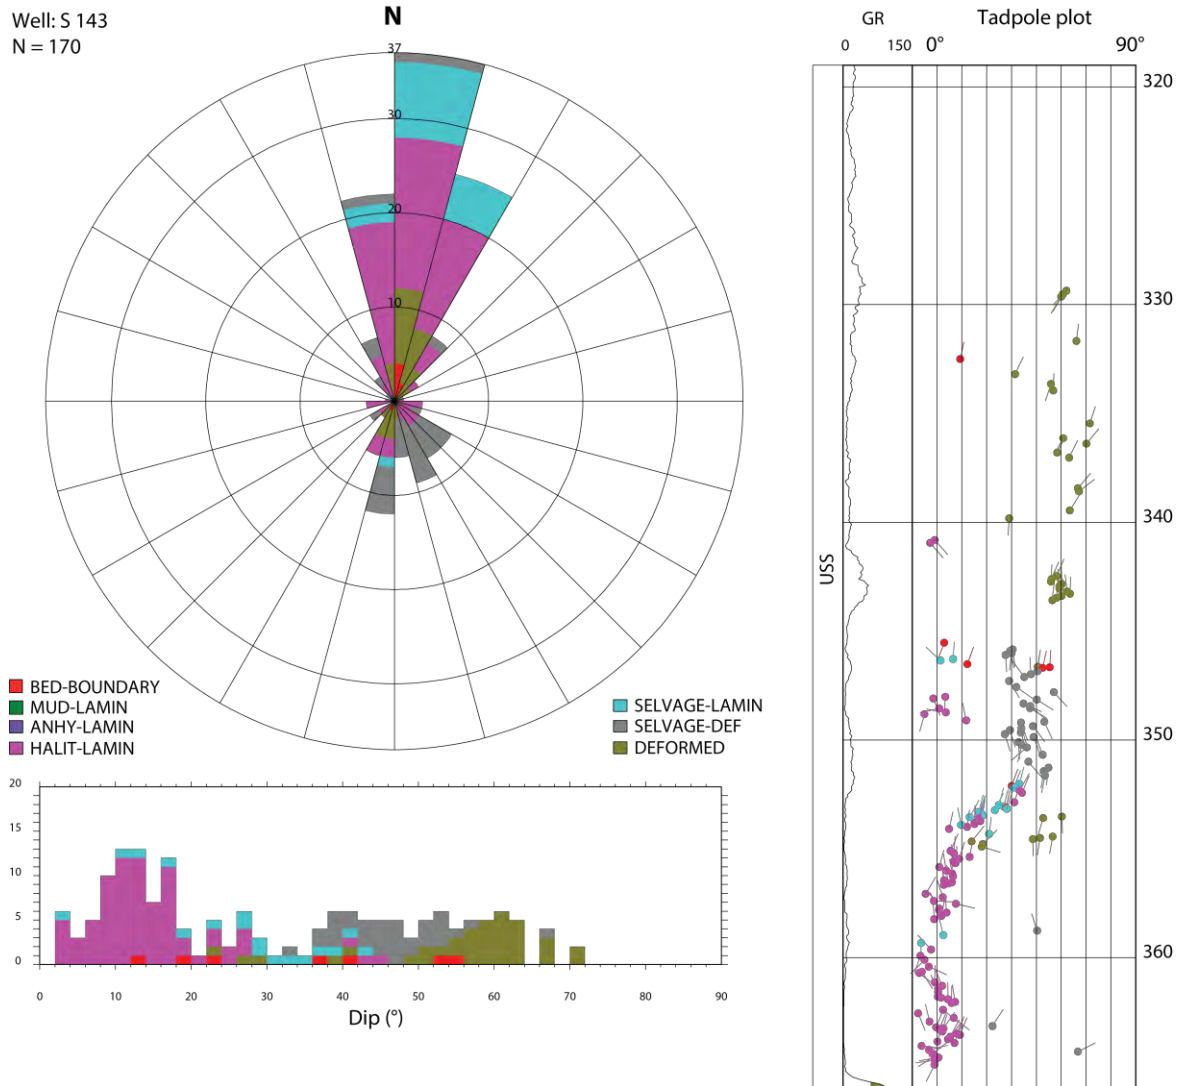 Well: S 143
N = 170
N
37
30
20
10
BED-BOUNDARY
MUD-LAMIN
ANHY-LAMIN
HALIT-LAMIN
SELVAGE-LAMIN
SELVAGE-DEF
DEFORMED
20
15
10
5
0
0 10 20 30 40 50 60 70 80 90
Dip (°)
GR Tadpole plot
0 150 0° 90°
320
330
340
USS
350
360